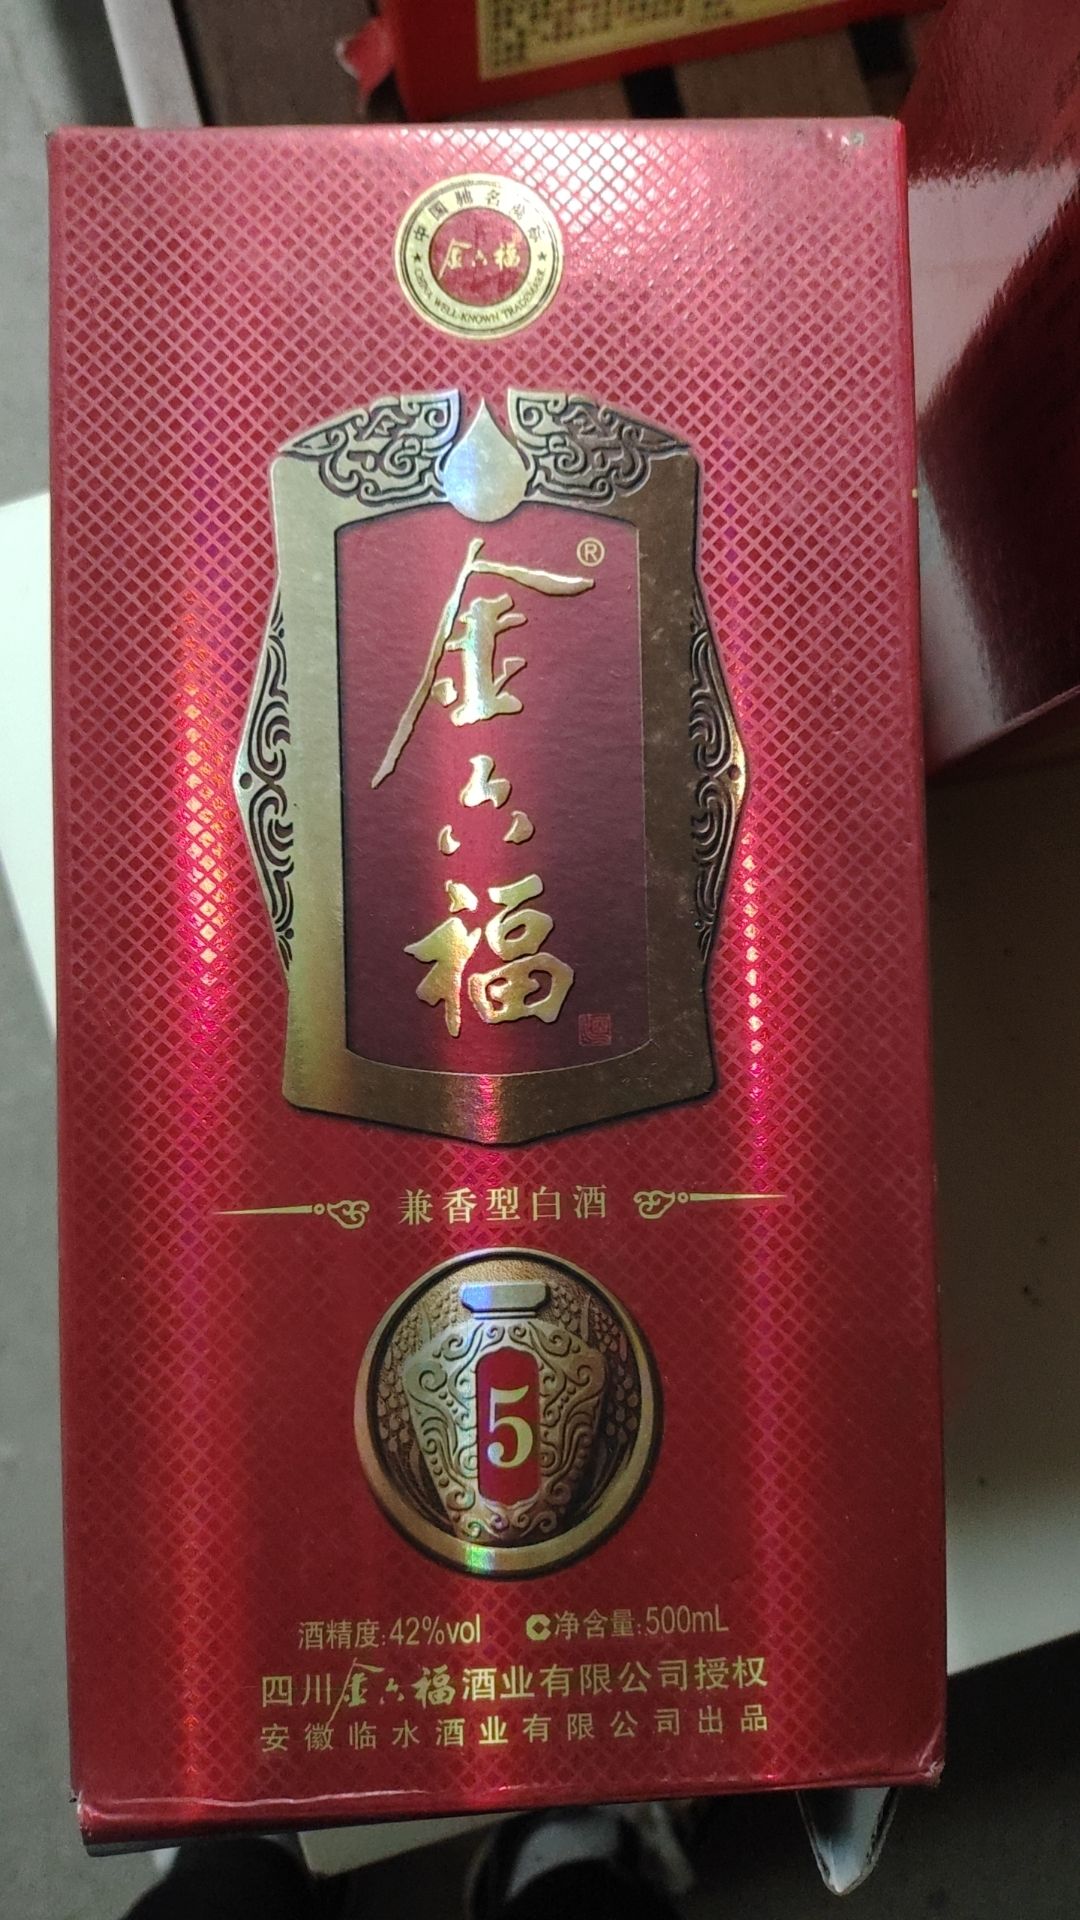 中国驰名商标
金六福
CHINA WELL-KNOWN TRADEMARK
金六福
®
兼香型白酒
5
酒精度:42%vol 净含量:500mL
四川金六福酒业有限公司授权
安徽临水酒业有限公司出品